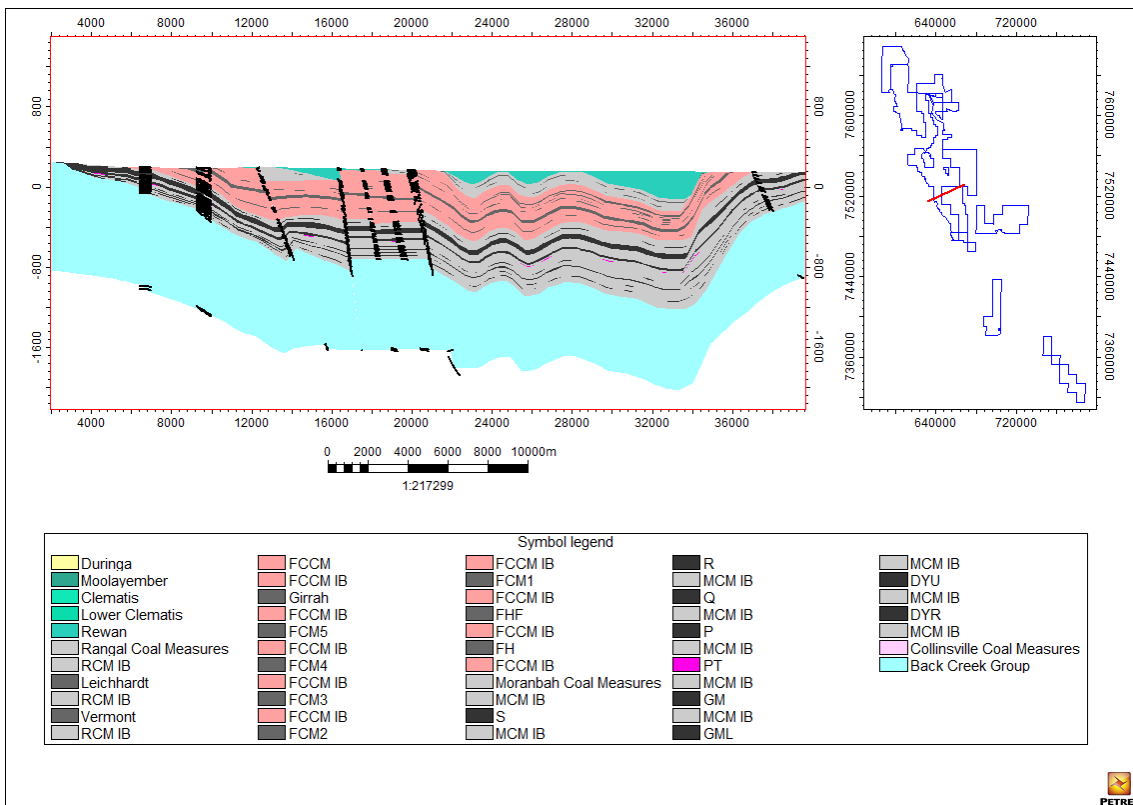 4000 8000 12000 16000 20000 24000 28000 32000 36000
640000 720000
800 0 -800 -1600
800 0 -800 -1600
7600000 7520000 7440000 7360000
7600000 7520000 7440000 7360000
4000 8000 12000 16000 20000 24000 28000 32000 36000
640000 720000
0 2000 4000 6000 8000 10000m
1:217299
Symbol legend
Duringa FCCM FCCM IB R MCM IB
Moolayember FCCM IB FCM1 MCM IB DYU
Clematis Girrah FCCM IB Q MCM IB
Lower Clematis FCCM IB FHF MCM IB DYR
Rewan FCM5 FCCM IB P MCM IB
Rangal Coal Measures FCCM IB FH MCM IB Collinsville Coal Measures
RCM IB FCM4 FCCM IB PT Back Creek Group
Leichhardt FCCM IB Moranbah Coal Measures MCM IB
RCM IB FCM3 MCM IB GM
Vermont FCCM IB S MCM IB
RCM IB FCM2 MCM IB GML
PETRE